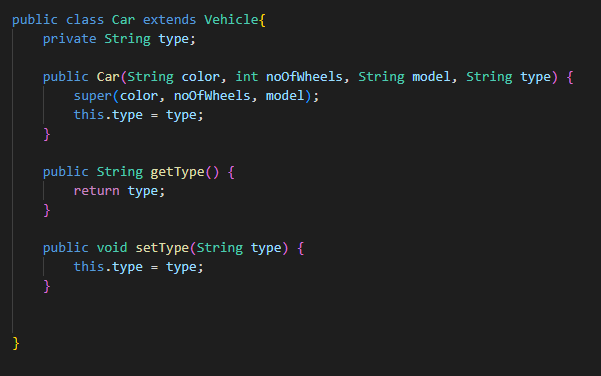 public class Car extends Vehicle{
    private String type;

    public Car(String color, int noOfWheels, String model, String type) {
        super(color, noOfWheels, model);
        this.type = type;
    }

    public String getType() {
        return type;
    }

    public void setType(String type) {
        this.type = type;
    }


}